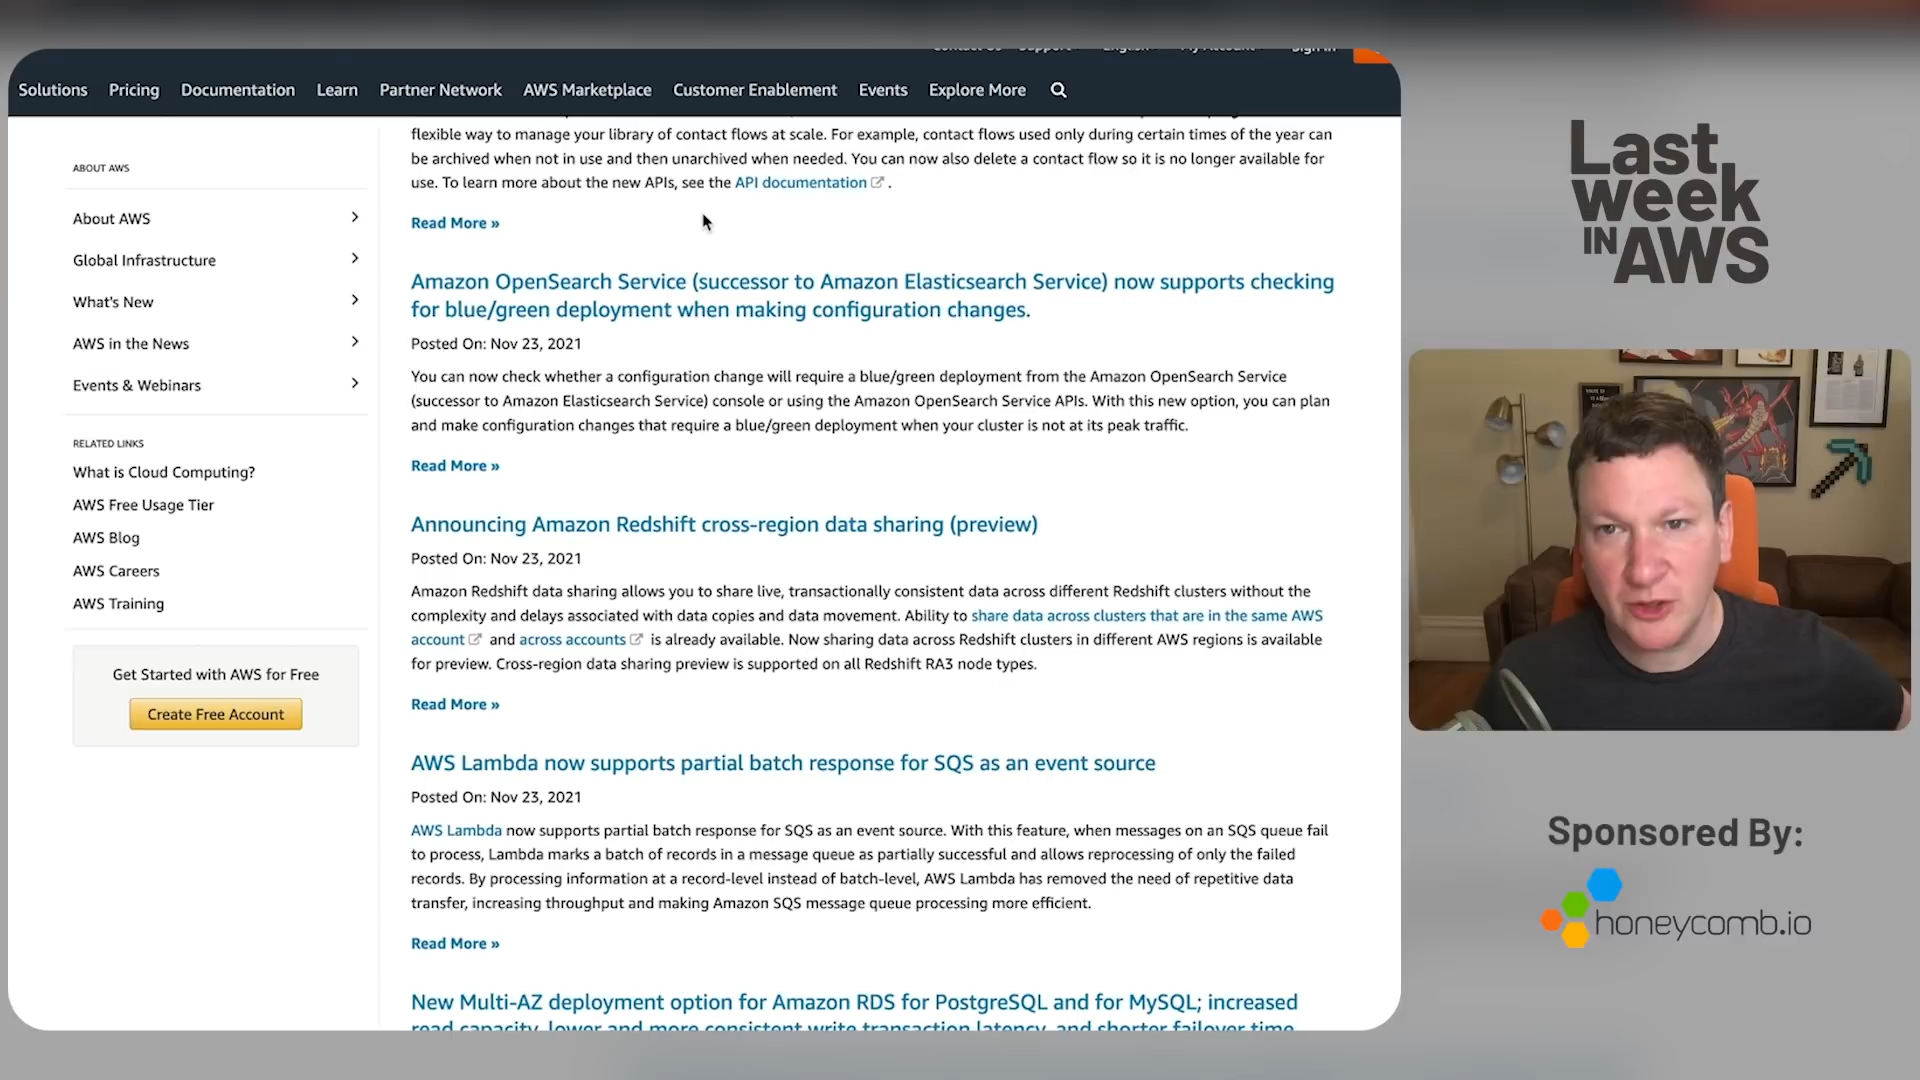 Solutions Pricing Documentation Learn Partner Network AWS Marketplace Customer Enablement Events Explore More
ABOUT AWS
About AWS
Global Infrastructure
What's New
AWS in the News
Events & Webinars
RELATED LINKS
What is Cloud Computing?
AWS Free Usage Tier
AWS Blog
AWS Careers
AWS Training
Get Started with AWS for Free
Create Free Account
flexible way to manage your library of contact flows at scale. For example, contact flows used only during certain times of the year can
be archived when not in use and then unarchived when needed. You can now also delete a contact flow so it is no longer available for
use. To learn more about the new APIs, see the API documentation .
Read More »
Amazon OpenSearch Service (successor to Amazon Elasticsearch Service) now supports checking
for blue/green deployment when making configuration changes.
Posted On: Nov 23, 2021
You can now check whether a configuration change will require a blue/green deployment from the Amazon OpenSearch Service
(successor to Amazon Elasticsearch Service) console or using the Amazon OpenSearch Service APIs. With this new option, you can plan
and make configuration changes that require a blue/green deployment when your cluster is not at its peak traffic.
Read More »
Announcing Amazon Redshift cross-region data sharing (preview)
Posted On: Nov 23, 2021
Amazon Redshift data sharing allows you to share live, transactionally consistent data across different Redshift clusters without the
complexity and delays associated with data copies and data movement. Ability to share data across clusters that are in the same AWS
account and across accounts is already available. Now sharing data across Redshift clusters in different AWS regions is available
for preview. Cross-region data sharing preview is supported on all Redshift RA3 node types.
Read More »
AWS Lambda now supports partial batch response for SQS as an event source
Posted On: Nov 23, 2021
AWS Lambda now supports partial batch response for SQS as an event source. With this feature, when messages on an SQS queue fail
to process, Lambda marks a batch of records in a message queue as partially successful and allows reprocessing of only the failed
records. By processing information at a record-level instead of batch-level, AWS Lambda has removed the need of repetitive data
transfer, increasing throughput and making Amazon SQS message queue processing more efficient.
Read More »
New Multi-AZ deployment option for Amazon RDS for PostgreSQL and for MySQL; increased
read capacity, lower and more consistent write transaction latency, and shorter failover time
Last
week
IN AWS
Sponsored By:
honeycomb.io